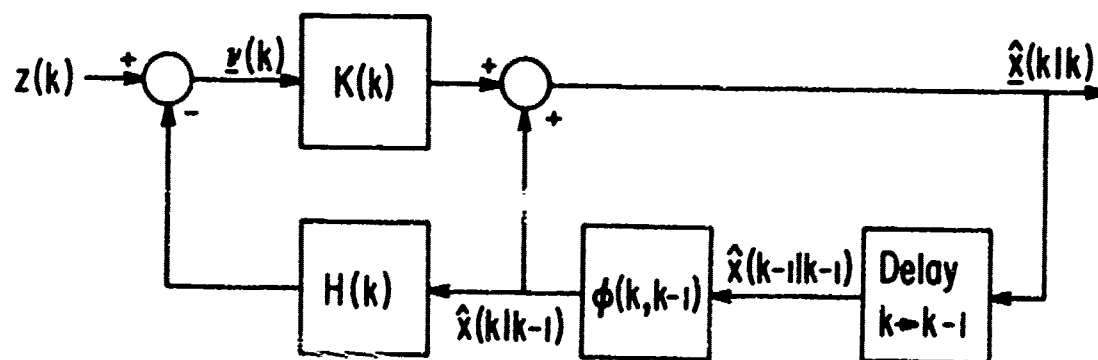 z(k)
+
-
ν(k)
K(k)
+
+
x̂(k|k)
H(k)
x̂(k|k-1)
ϕ(k,k-1)
x̂(k-1|k-1)
Delay
k→k-1